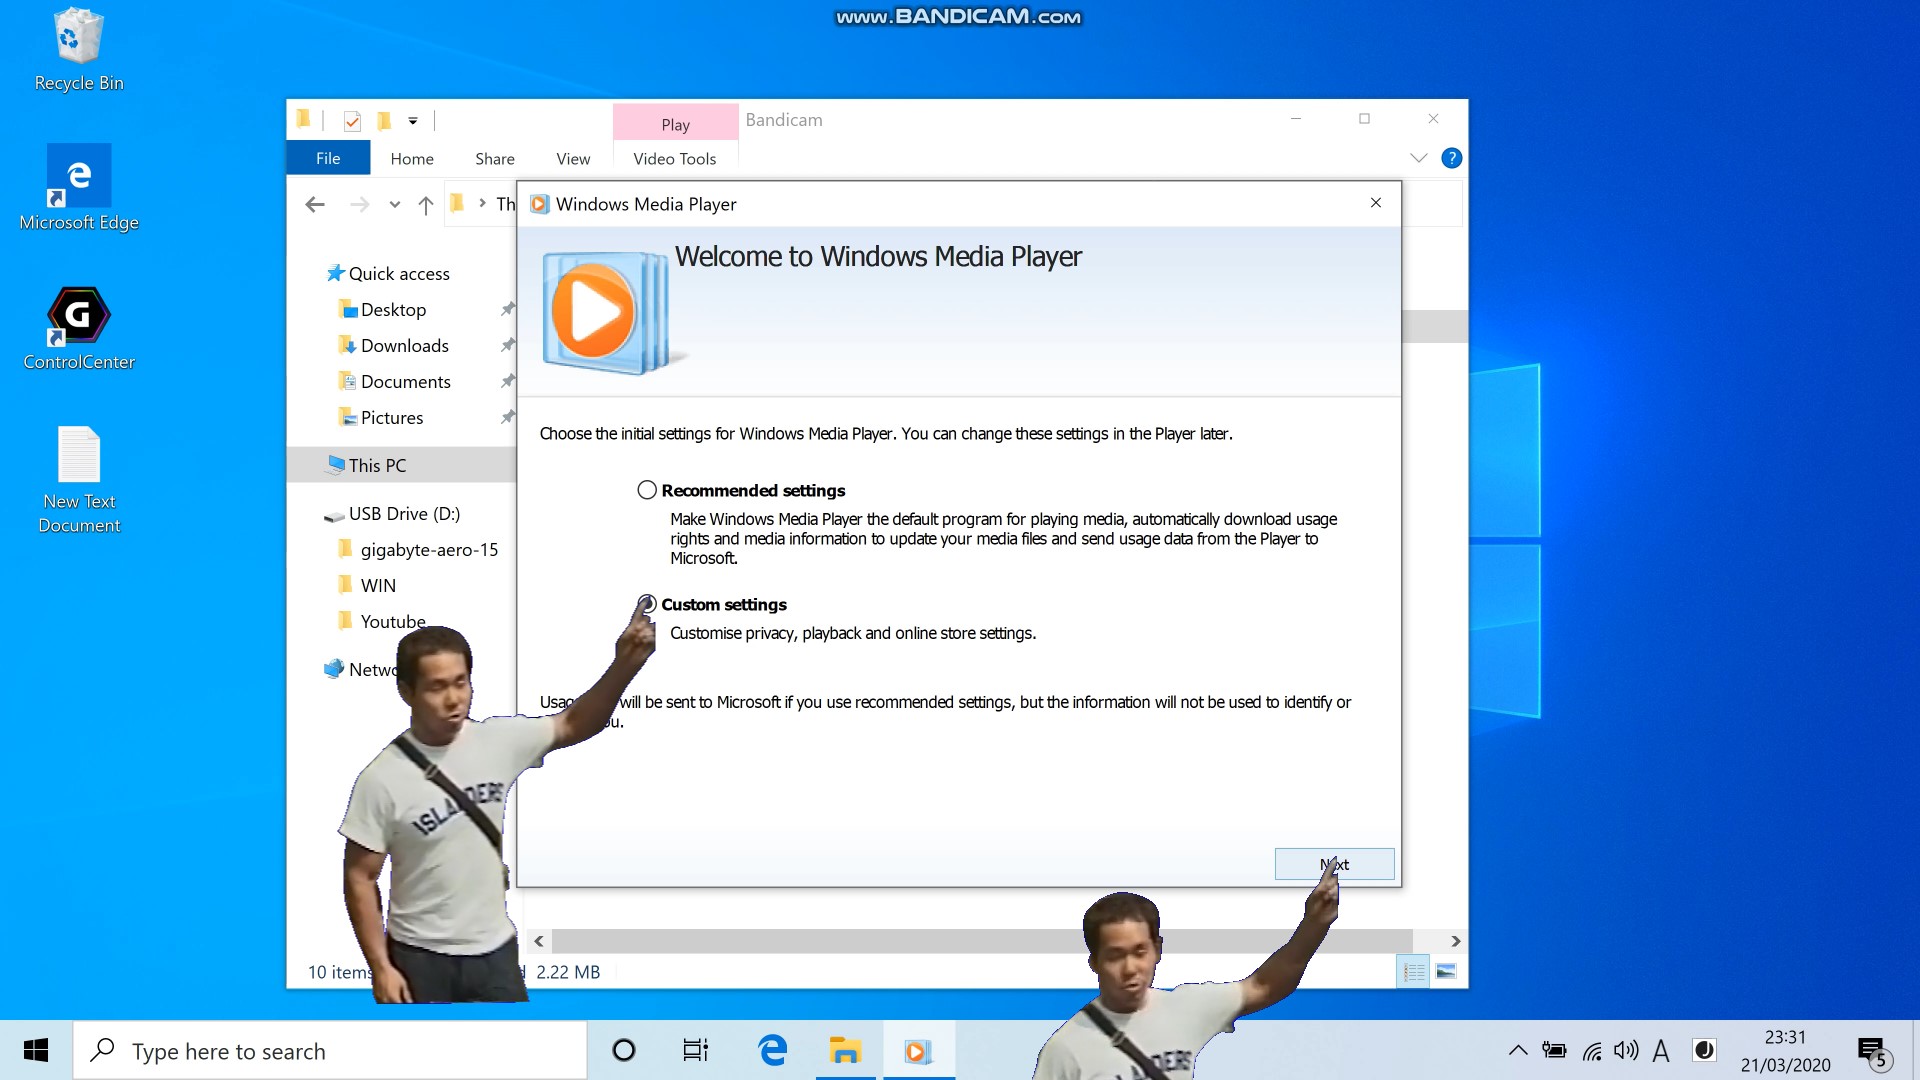 www.BANDICAM.com
Recycle Bin
Microsoft Edge
G
ControlCenter
New Text
Document
Play
Bandicam
File
Home
Share
View
Video Tools
?
Th
Windows Media Player
Welcome to Windows Media Player
Quick access
Desktop
Downloads
Documents
Pictures
This PC
USB Drive (D:)
gigabyte-aero-15
WIN
Youtube
Netwo
Choose the initial settings for Windows Media Player. You can change these settings in the Player later.
Recommended settings
Make Windows Media Player the default program for playing media, automatically download usage
rights and media information to update your media files and send usage data from the Player to
Microsoft.
Custom settings
Customise privacy, playback and online store settings.
Usag will be sent to Microsoft if you use recommended settings, but the information will not be used to identify or
ou.
Next
ISLANDERS
10 items
2.22 MB
Type here to search
A
23:31
21/03/2020
5